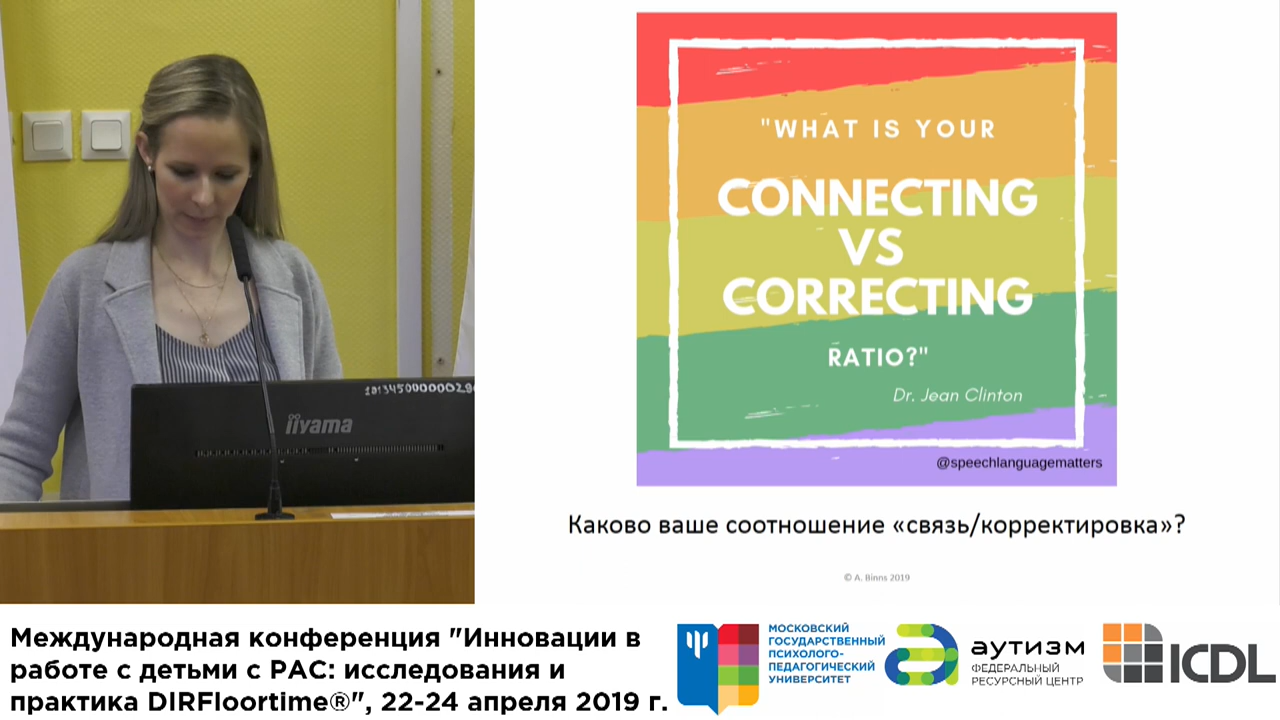 "WHAT IS YOUR
CONNECTING
VS
CORRECTING
RATIO?"
Dr. Jean Clinton
@speechlanguagematters
Каково ваше соотношение «связь/корректировка»?
© A. Binns 2019
iiyama
Международная конференция "Инновации в
работе с детьми с РАС: исследования и
практика DIRFloortime®", 22-24 апреля 2019 г.
МОСКОВСКИЙ
ГОСУДАРСТВЕННЫЙ
ПСИХОЛОГО-
ПЕДАГОГИЧЕСКИЙ
УНИВЕРСИТЕТ
аутизм
ФЕДЕРАЛЬНЫЙ
РЕСУРСНЫЙ ЦЕНТР
ICDL